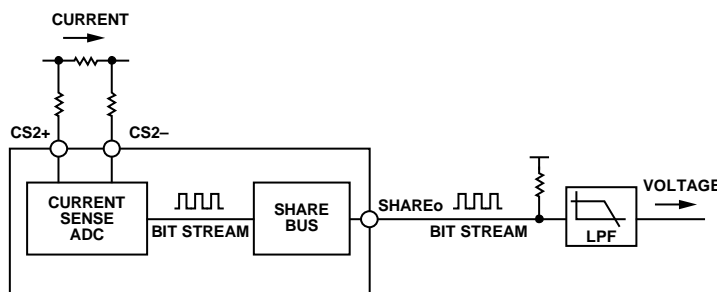 CURRENT
CS2+
CS2–
CURRENT
SENSE
ADC
BIT STREAM
SHARE
BUS
SHAREo
BIT STREAM
LPF
VOLTAGE